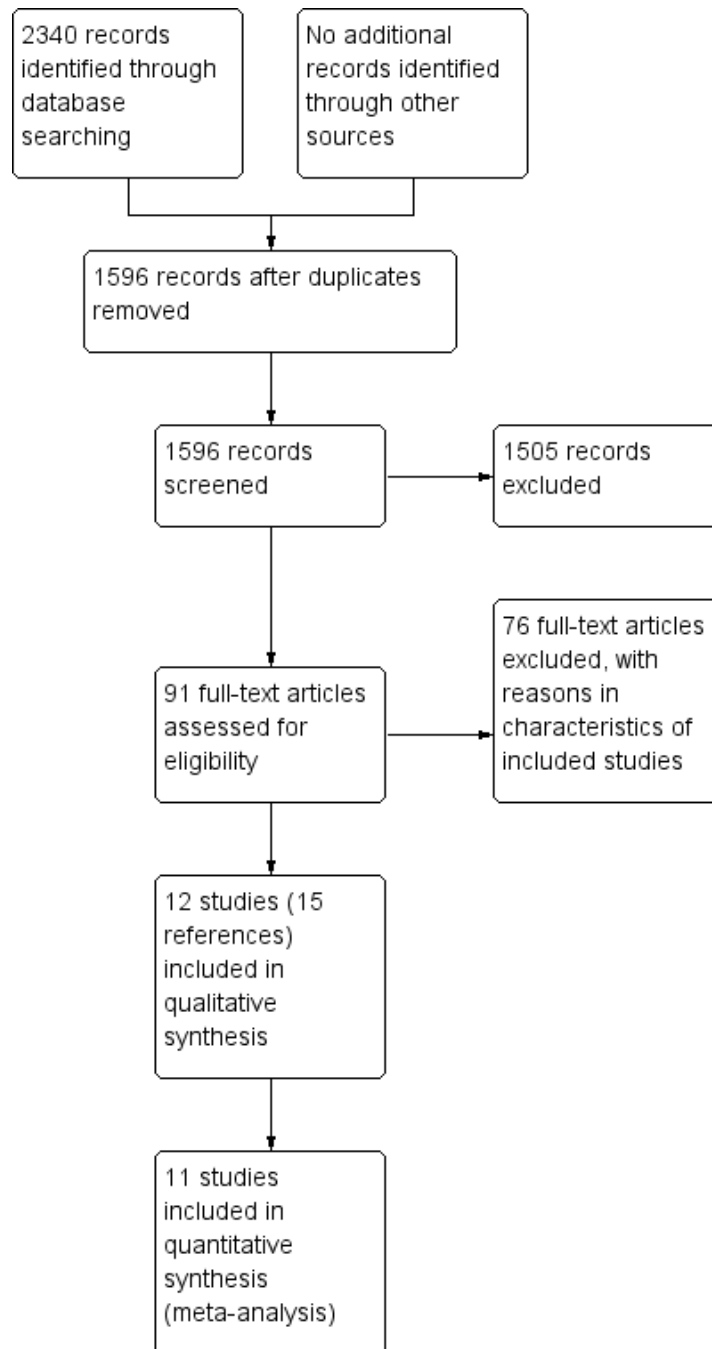 2340 records
identified through
database
searching
No additional
records identified
through other
sources
1596 records after duplicates
removed
1596 records
screened
1505 records
excluded
91 full-text articles
assessed for
eligibility
76 full-text articles
excluded, with
reasons in
characteristics of
included studies
12 studies (15
references)
included in
qualitative
synthesis
11 studies
included in
quantitative
synthesis
(meta-analysis)